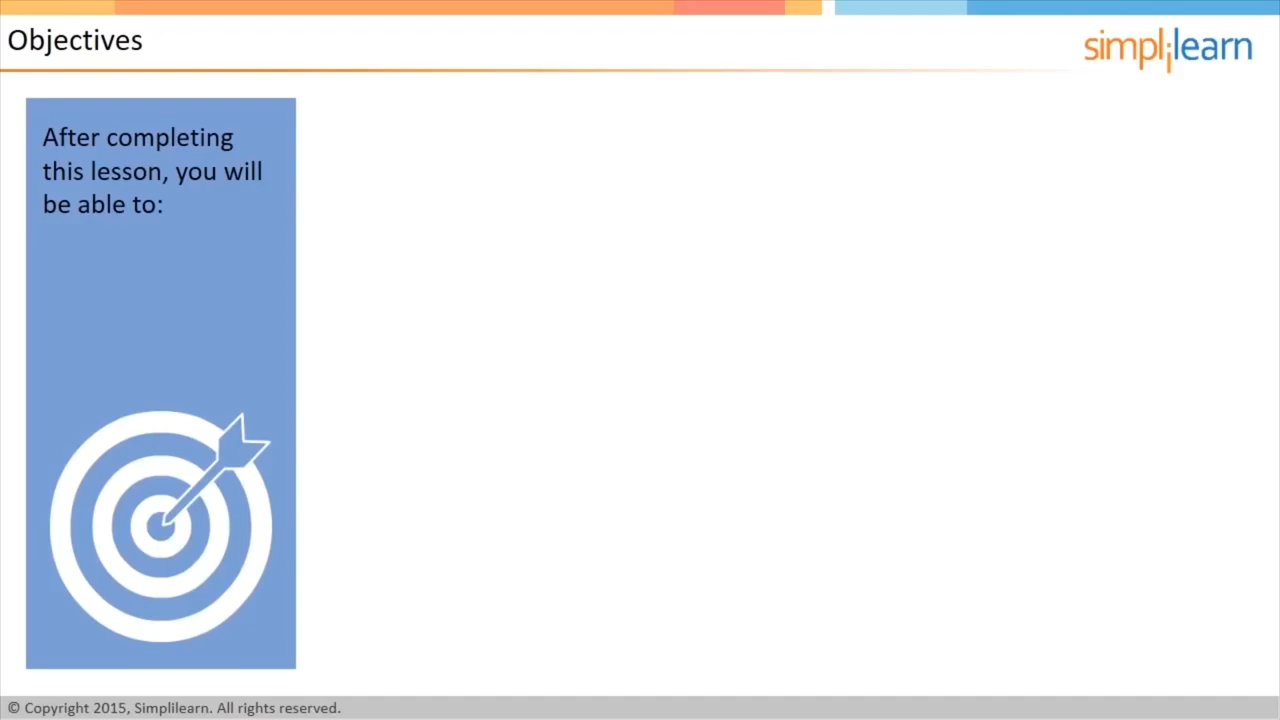 Objectives
simplilearn
After completing
this lesson, you will
be able to:
© Copyright 2015, Simplilearn. All rights reserved.